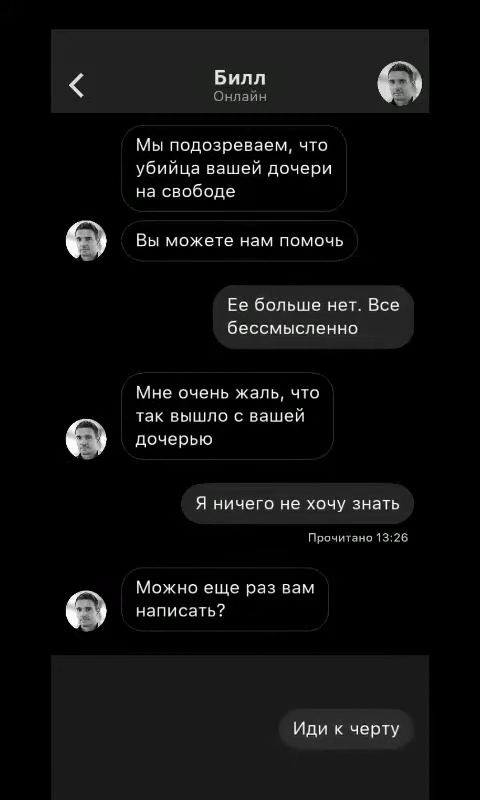 Билл
Онлайн
Мы подозреваем, что
убийца вашей дочери
на свободе
Вы можете нам помочь
Ее больше нет. Все
бессмысленно
Мне очень жаль, что
так вышло с вашей
дочерью
Я ничего не хочу знать
Прочитано 13:26
Можно еще раз вам
написать?
Иди к черту